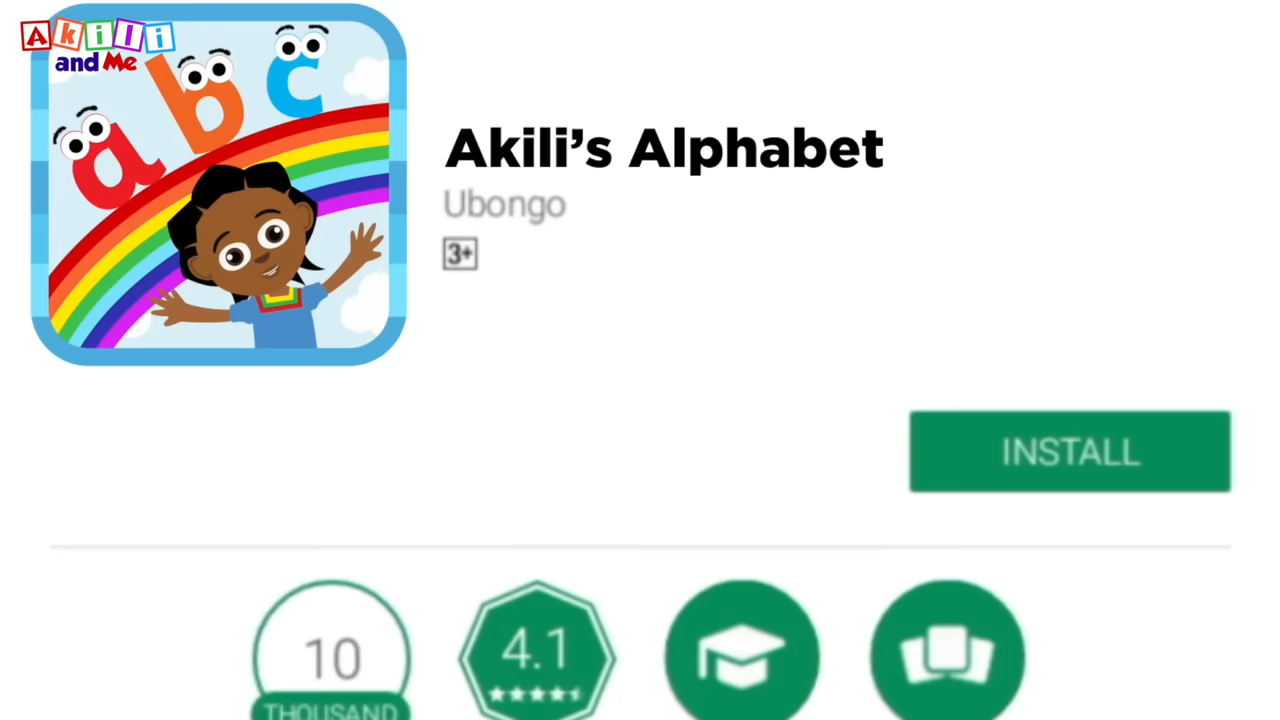 Akili
and Me
a b c
Akili’s Alphabet
Ubongo
3+
INSTALL
10
THOUSAND
4.1